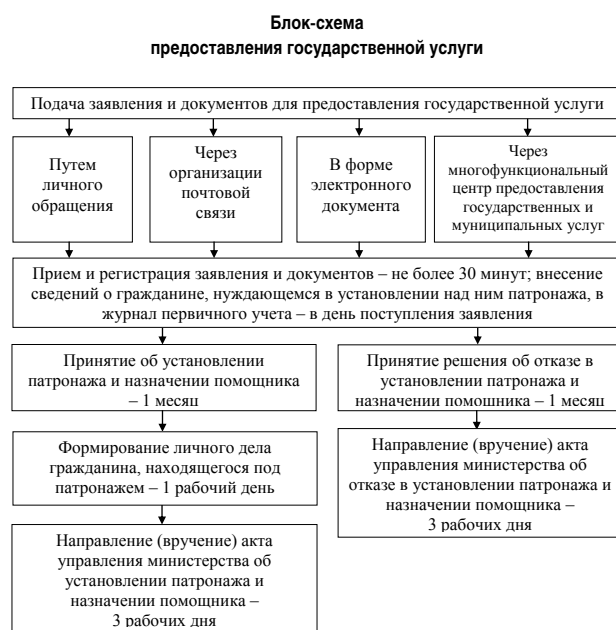 Блок-схема
предоставления государственной услуги
Подача заявления и документов для предоставления государственной услуги
Путем
личного
обращения
Через
организации
почтовой
связи
В форме
электронного
документа
Через
многофункциональный
центр предоставления
государственных и
муниципальных услуг
Прием и регистрация заявления и документов – не более 30 минут; внесение
сведений о гражданине, нуждающемся в установлении над ним патронажа, в
журнал первичного учета – в день поступления заявления
Принятие об установлении
патронажа и назначении помощника
– 1 месяц
Формирование личного дела
гражданина, находящегося под
патронажем – 1 рабочий день
Направление (вручение) акта
управления министерства об
установлении патронажа и
назначении помощника –
3 рабочих дня
Принятие решения об отказе в
установлении патронажа и
назначении помошника – 1 месяц
Направление (вручение) акта
управления министерства об
отказе в установлении патронажа и
назначении помощника –
3 рабочих дня